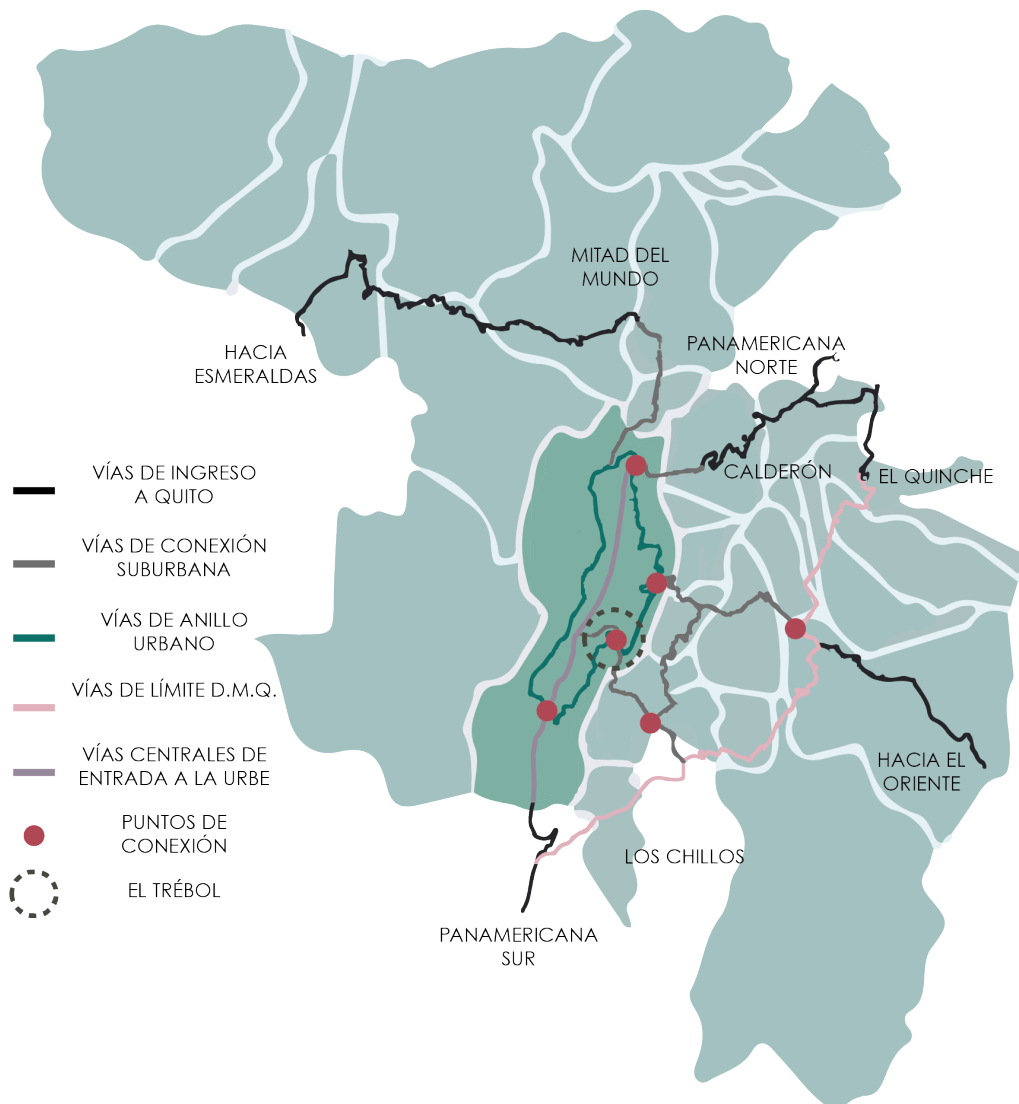 MITAD DEL
MUNDO
PANAMERICANA
NORTE
HACIA
ESMERALDAS
CALDERÓN
EL QUINCHE
VÍAS DE INGRESO
A QUITO
VÍAS DE CONEXIÓN
SUBURBANA
VÍAS DE ANILLO
URBANO
VÍAS DE LÍMITE D.M.Q.
VÍAS CENTRALES DE
ENTRADA A LA URBE
PUNTOS DE
CONEXIÓN
EL TRÉBOL
HACIA EL
ORIENTE
LOS CHILLOS
PANAMERICANA
SUR